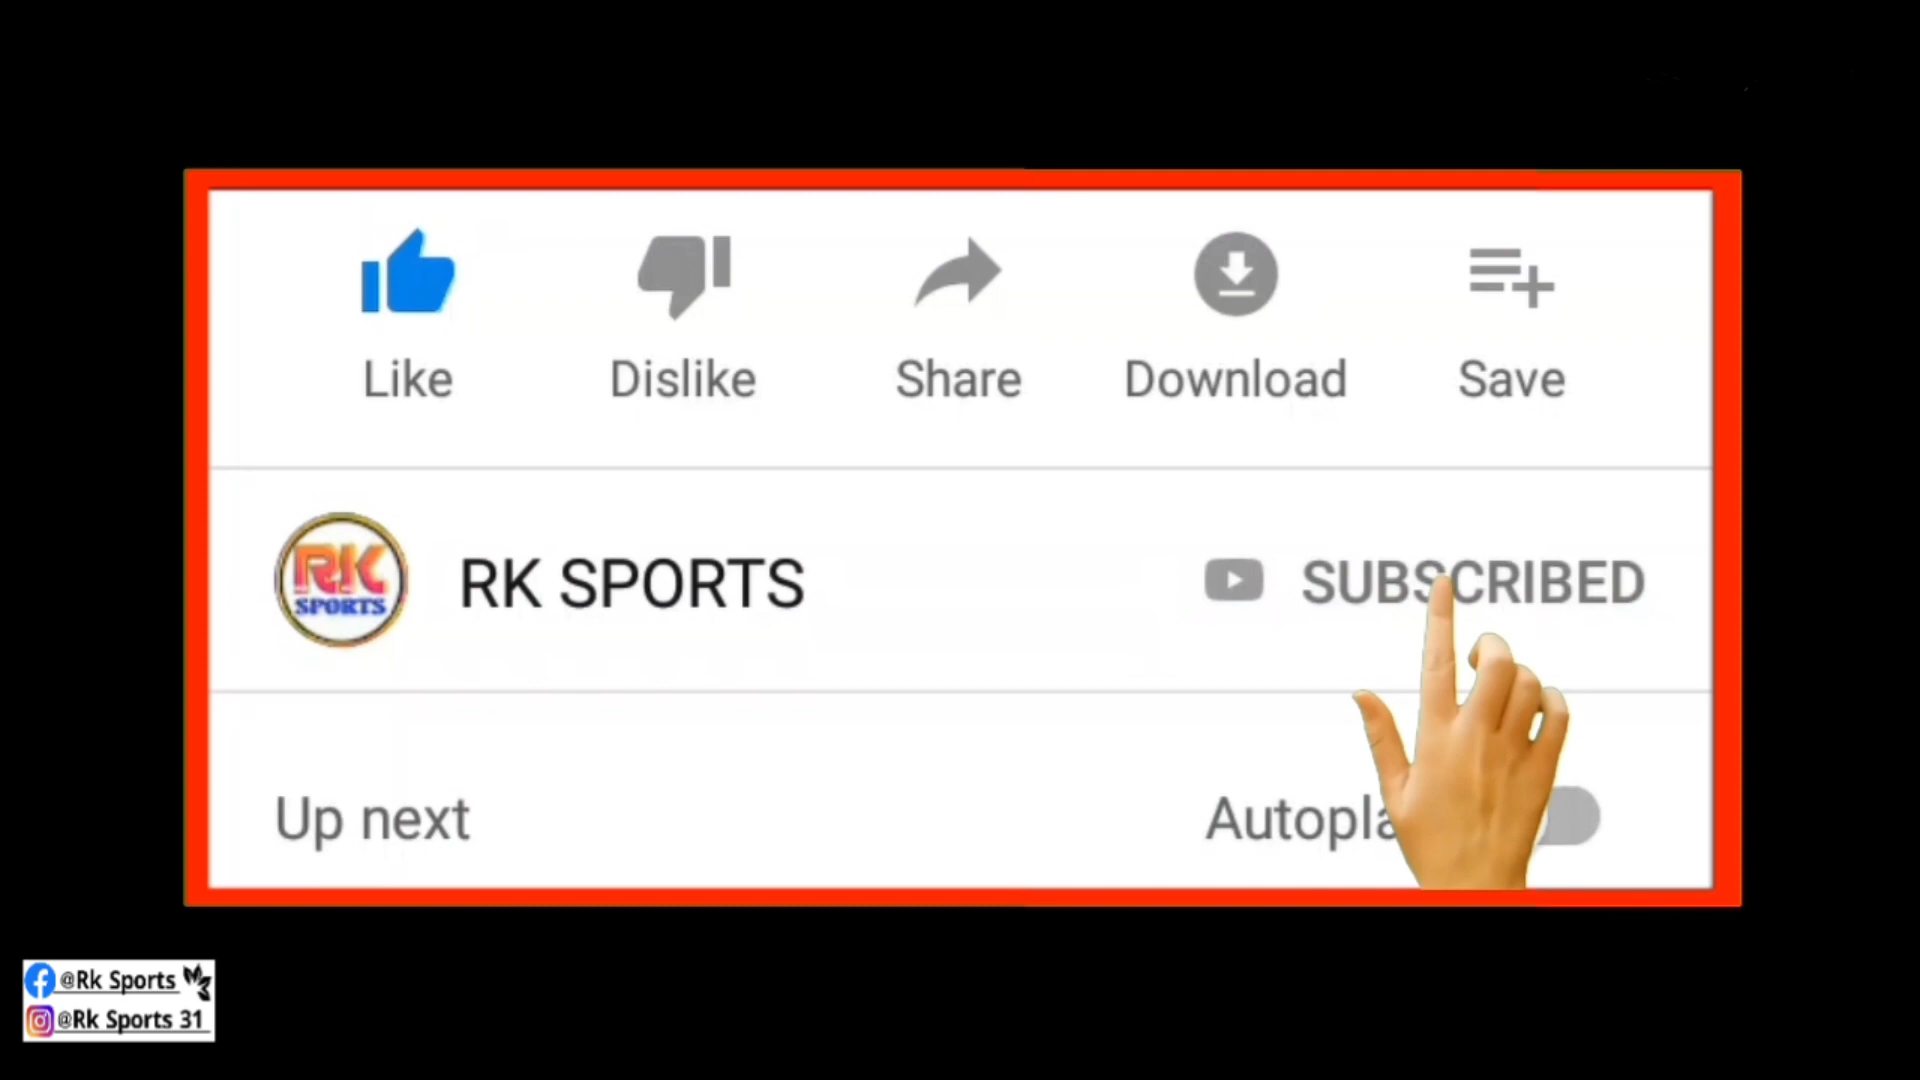 Like Dislike Share Download Save
RK
SPORTS
RK SPORTS SUBSCRIBED
Up next Autopla
@Rk Sports
@Rk Sports 31